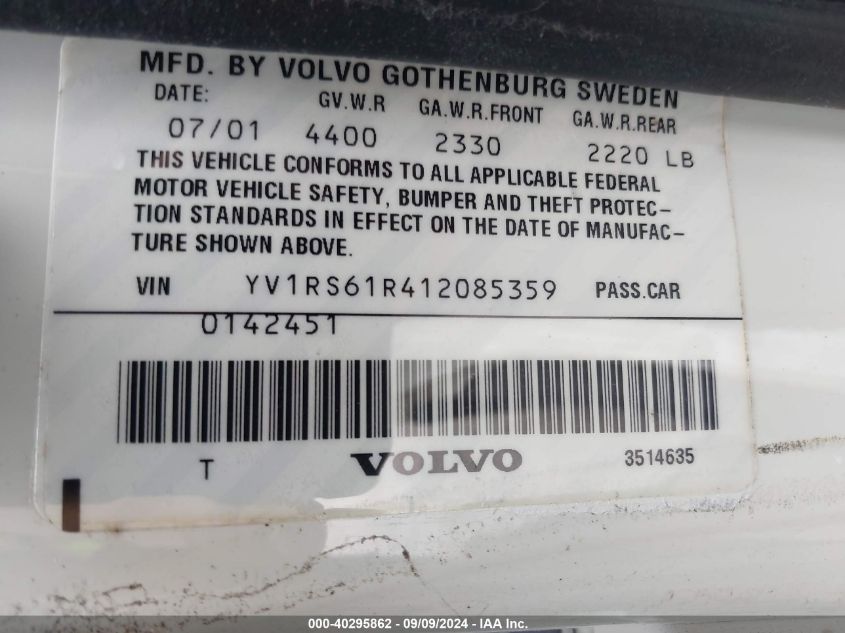 MFD. BY VOLVO GOTHENBURG SWEDEN
DATE: GV.W.R GA.W.R.FRONT GA.W.R.REAR
07/01 4400 2330 2220 LB
THIS VEHICLE CONFORMS TO ALL APPLICABLE FEDERAL
MOTOR VEHICLE SAFETY, BUMPER AND THEFT PROTEC–
TION STANDARDS IN EFFECT ON THE DATE OF MANUFAC–
TURE SHOWN ABOVE.
VIN YV1RS61R412085359 PASS.CAR
0142451
T VOLVO 3514635
000-40295862 - 09/09/2024 - IAA Inc.